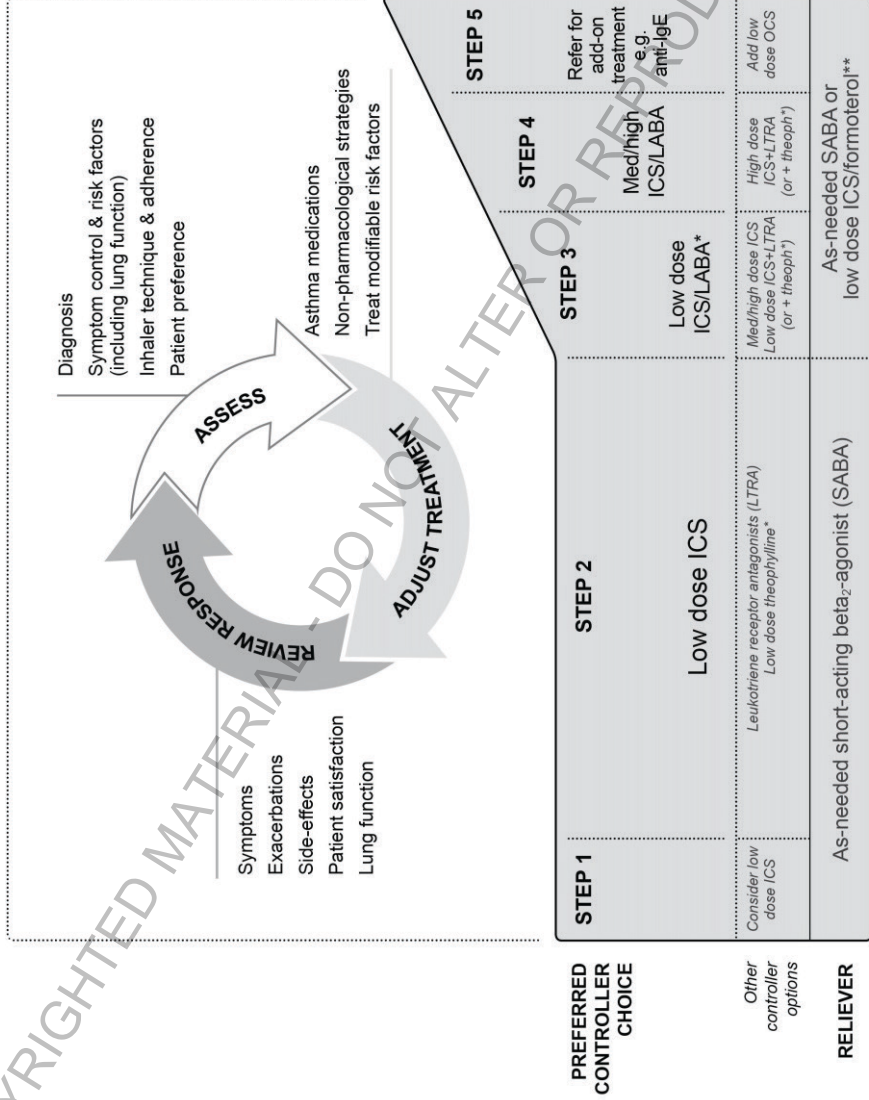 Diagnosis
Symptom control & risk factors
(including lung function)
Inhaler technique & adherence
Patient preference
Symptoms
Exacerbations
Side-effects
Patient satisfaction
Lung function
REVIEW RESPONSE
ASSESS
ADJUST TREATMENT
Asthma medications
Non-pharmacological strategies
Treat modifiable risk factors
PREFERRED
CONTROLLER
CHOICE
STEP 1
STEP 2
Low dose ICS
STEP 3
Low dose
ICS/LABA*
STEP 4
Med/high
ICS/LABA
STEP 5
Refer for
add-on
treatment
e.g.
anti-IgE
Other
controller
options
Consider low
dose ICS
Leukotriene receptor antagonists (LTRA)
Low dose theophylline*
Med/high dose ICS
Low dose ICS+LTRA
(or + theoph*)
High dose
ICS+LTRA
(or + theoph*)
Add low
dose OCS
RELIEVER
As-needed short-acting beta₂-agonist (SABA)
As-needed SABA or
low dose ICS/formoterol**
MATERIAL - DO NOT ALTER OR